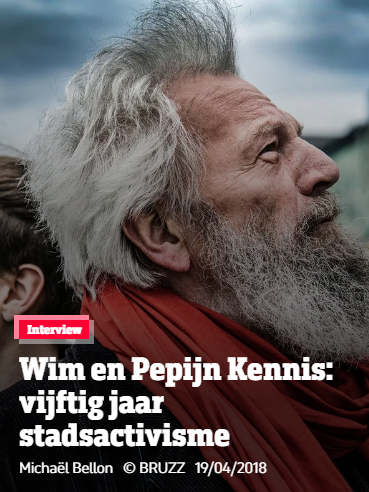 Interview
Wim en Pepijn Kennis:
vijftig jaar
stadsactivisme
Michaël Bellon © BRUZZ 19/04/2018